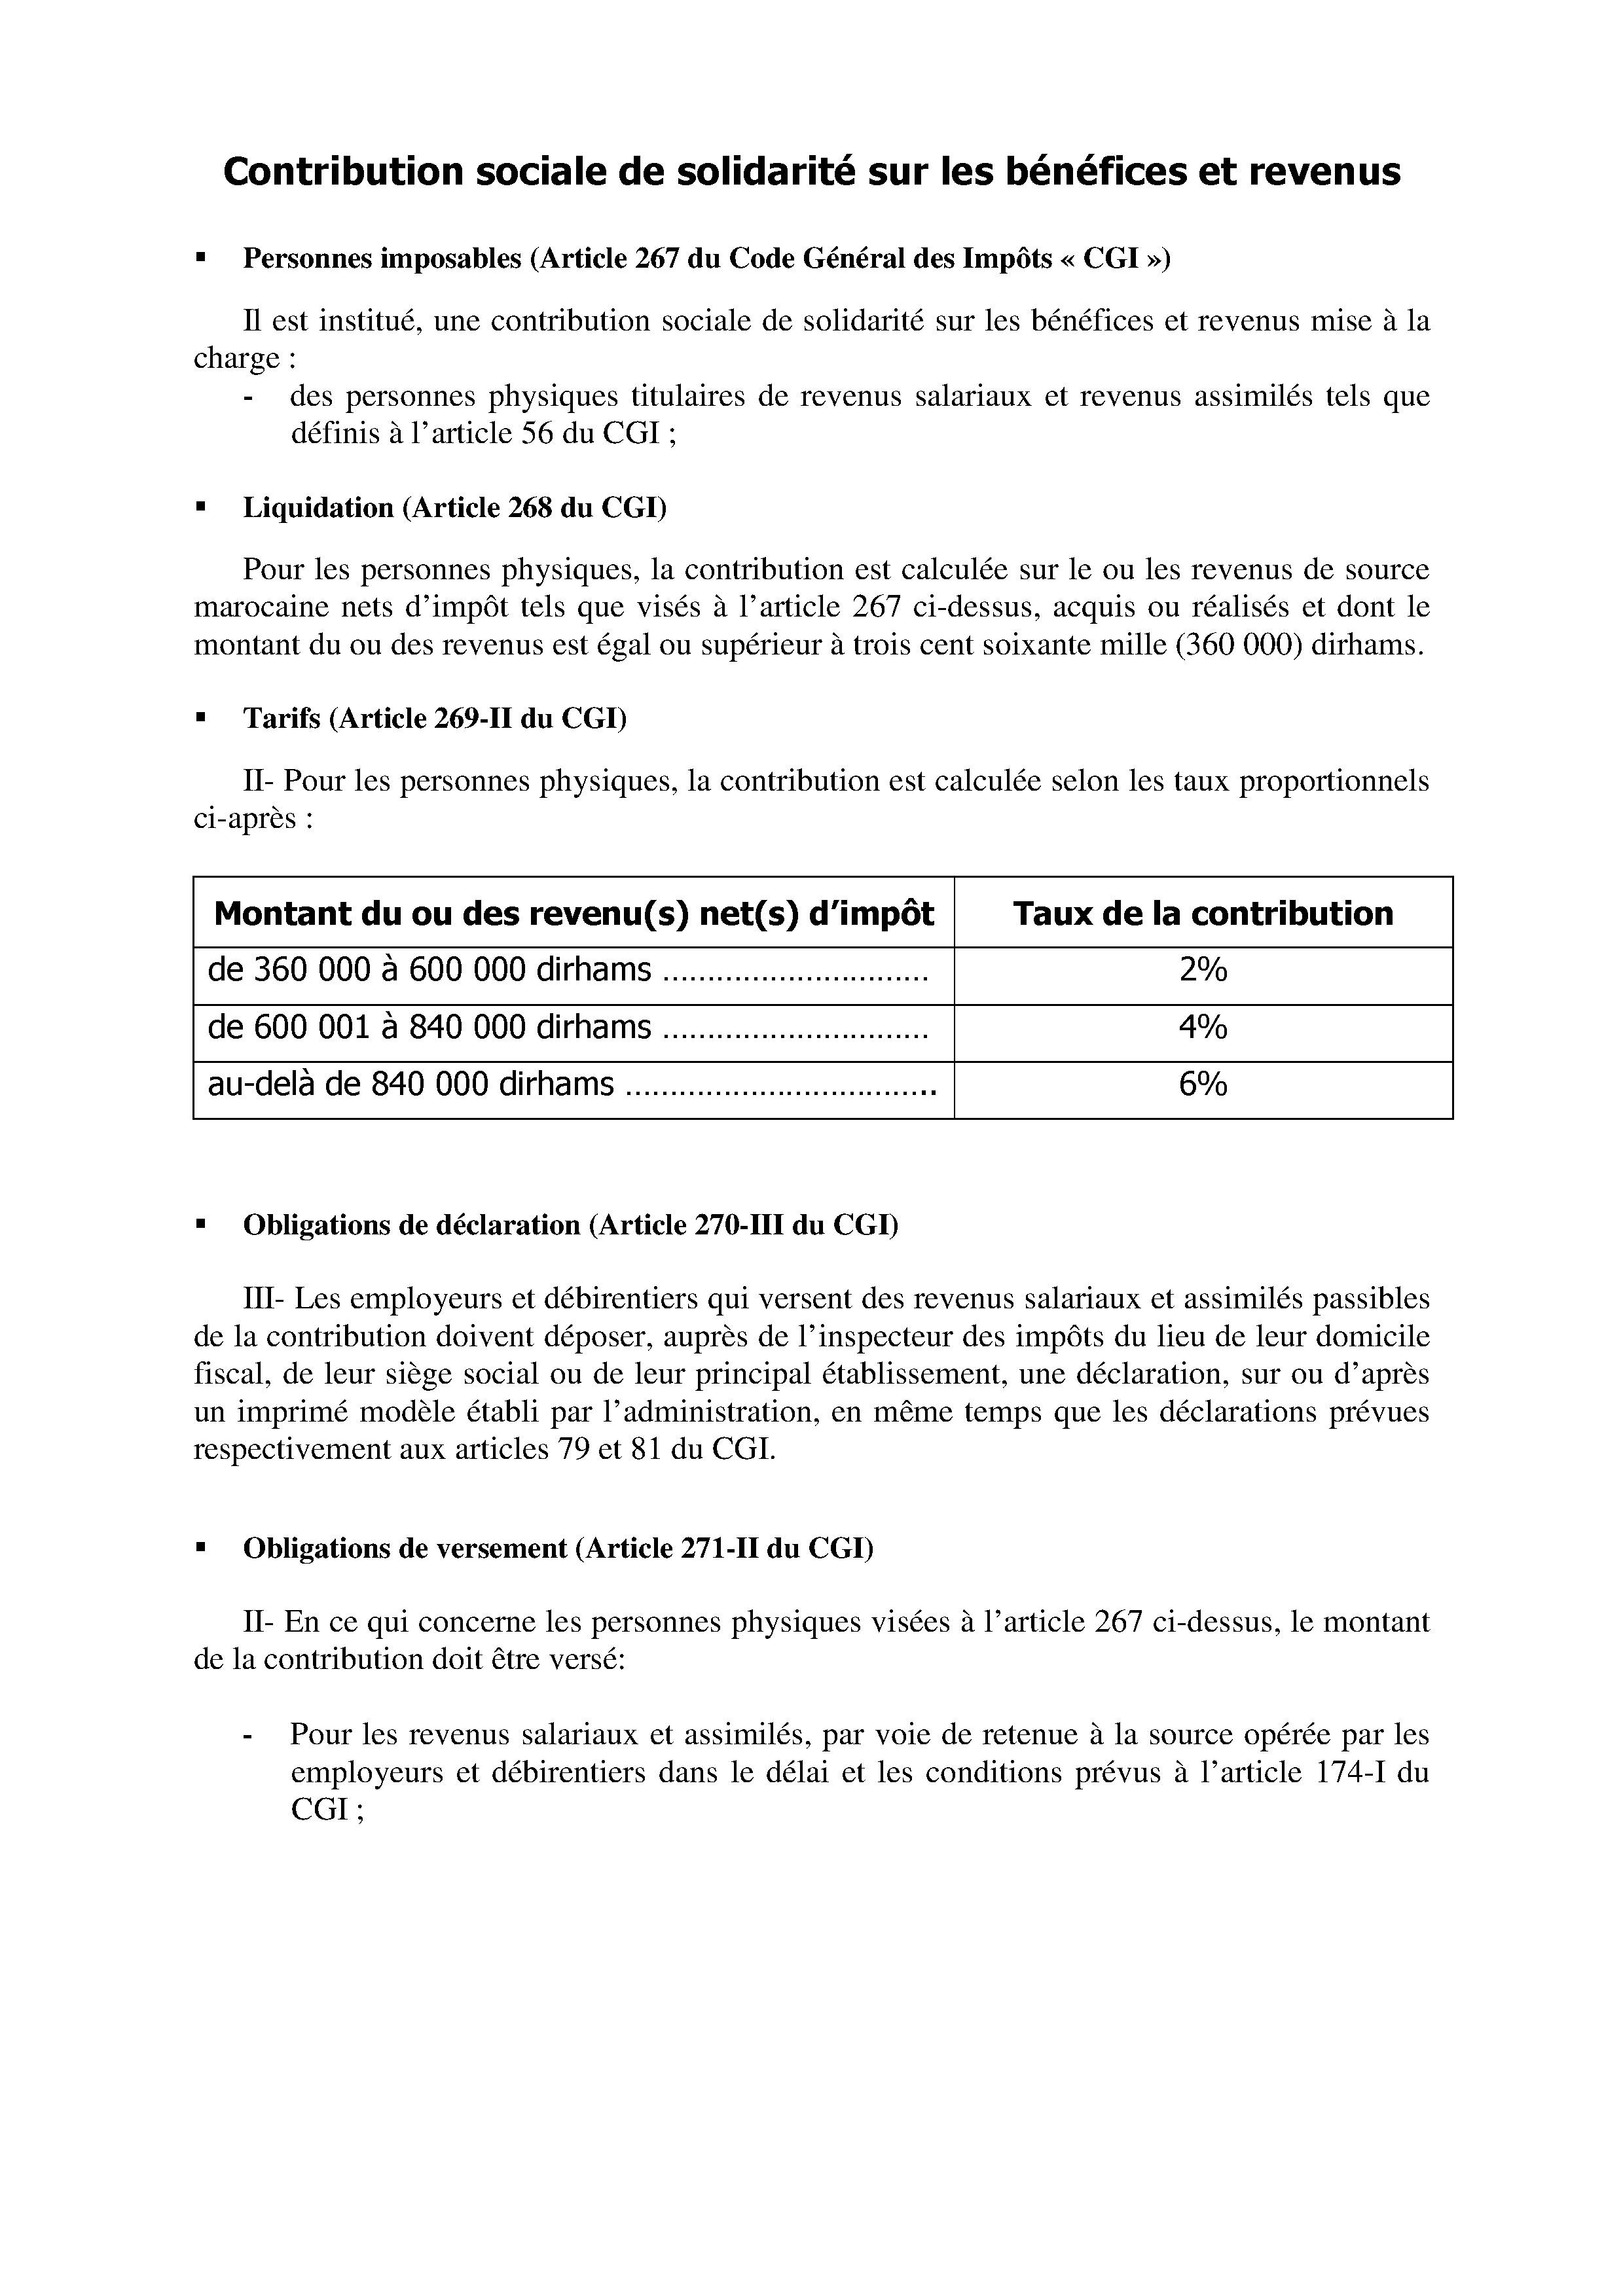 Contribution sociale de solidarité sur les bénéfices et revenus
▪ Personnes imposables (Article 267 du Code Général des Impôts « CGI »)
Il est institué, une contribution sociale de solidarité sur les bénéfices et revenus mise à la
charge :
- des personnes physiques titulaires de revenus salariaux et revenus assimilés tels que
définis à l’article 56 du CGI ;
▪ Liquidation (Article 268 du CGI)
Pour les personnes physiques, la contribution est calculée sur le ou les revenus de source
marocaine nets d’impôt tels que visés à l’article 267 ci-dessus, acquis ou réalisés et dont le
montant du ou des revenus est égal ou supérieur à trois cent soixante mille (360 000) dirhams.
▪ Tarifs (Article 269-II du CGI)
II- Pour les personnes physiques, la contribution est calculée selon les taux proportionnels
ci-après :
Montant du ou des revenu(s) net(s) d’impôt Taux de la contribution
de 360 000 à 600 000 dirhams ………………………… 2%
de 600 001 à 840 000 dirhams ………………………… 4%
au-delà de 840 000 dirhams …………………………….. 6%
▪ Obligations de déclaration (Article 270-III du CGI)
III- Les employeurs et débirentiers qui versent des revenus salariaux et assimilés passibles
de la contribution doivent déposer, auprès de l’inspecteur des impôts du lieu de leur domicile
fiscal, de leur siège social ou de leur principal établissement, une déclaration, sur ou d’après
un imprimé modèle établi par l’administration, en même temps que les déclarations prévues
respectivement aux articles 79 et 81 du CGI.
▪ Obligations de versement (Article 271-II du CGI)
II- En ce qui concerne les personnes physiques visées à l’article 267 ci-dessus, le montant
de la contribution doit être versé:
- Pour les revenus salariaux et assimilés, par voie de retenue à la source opérée par les
employeurs et débirentiers dans le délai et les conditions prévus à l’article 174-I du
CGI ;